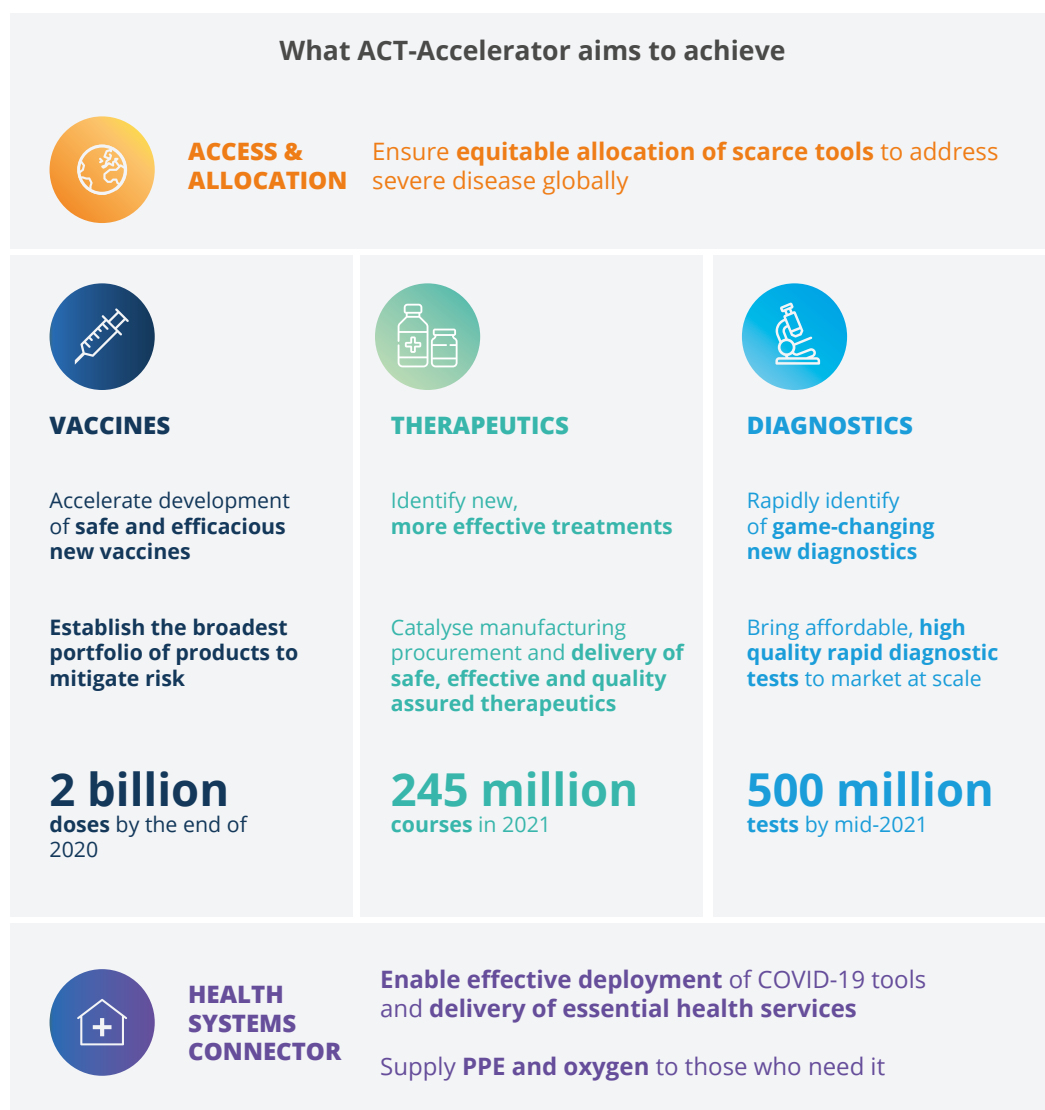 What ACT-Accelerator aims to achieve
ACCESS &
ALLOCATION
Ensure equitable allocation of scarce tools to address
severe disease globally
VACCINES
Accelerate development
of safe and efficacious
new vaccines
Establish the broadest
portfolio of products to
mitigate risk
2 billion
doses by the end of
2020
THERAPEUTICS
Identify new,
more effective treatments
Catalyse manufacturing
procurement and delivery of
safe, effective and quality
assured therapeutics
245 million
courses in 2021
DIAGNOSTICS
Rapidly identify
of game-changing
new diagnostics
Bring affordable, high
quality rapid diagnostic
tests to market at scale
500 million
tests by mid-2021
HEALTH
SYSTEMS
CONNECTOR
Enable effective deployment of COVID-19 tools
and delivery of essential health services
Supply PPE and oxygen to those who need it